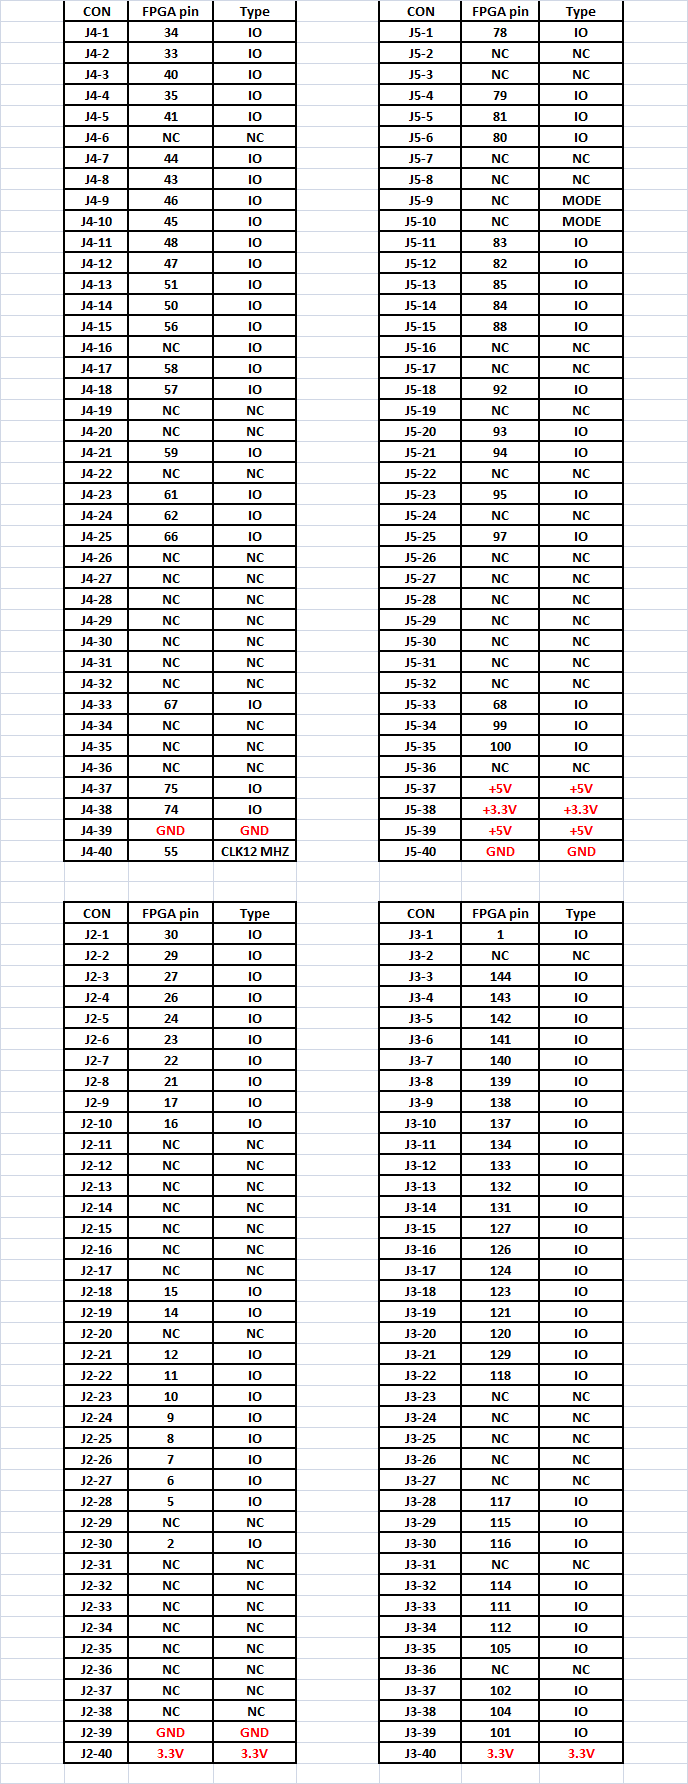 CON FPGA pin Type CON FPGA pin Type
J4-1 34 IO J5-1 78 IO
J4-2 33 IO J5-2 NC NC
J4-3 40 IO J5-3 NC NC
J4-4 35 IO J5-4 79 IO
J4-5 41 IO J5-5 81 IO
J4-6 NC NC J5-6 80 IO
J4-7 44 IO J5-7 NC NC
J4-8 43 IO J5-8 NC NC
J4-9 46 IO J5-9 NC MODE
J4-10 45 IO J5-10 NC MODE
J4-11 48 IO J5-11 83 IO
J4-12 47 IO J5-12 82 IO
J4-13 51 IO J5-13 85 IO
J4-14 50 IO J5-14 84 IO
J4-15 56 IO J5-15 88 IO
J4-16 NC IO J5-16 NC NC
J4-17 58 IO J5-17 NC NC
J4-18 57 IO J5-18 92 IO
J4-19 NC NC J5-19 NC NC
J4-20 NC NC J5-20 93 IO
J4-21 59 IO J5-21 94 IO
J4-22 NC NC J5-22 NC NC
J4-23 61 IO J5-23 95 IO
J4-24 62 IO J5-24 NC NC
J4-25 66 IO J5-25 97 IO
J4-26 NC NC J5-26 NC NC
J4-27 NC NC J5-27 NC NC
J4-28 NC NC J5-28 NC NC
J4-29 NC NC J5-29 NC NC
J4-30 NC NC J5-30 NC NC
J4-31 NC NC J5-31 NC NC
J4-32 NC NC J5-32 NC NC
J4-33 67 IO J5-33 68 IO
J4-34 NC NC J5-34 99 IO
J4-35 NC NC J5-35 100 IO
J4-36 NC NC J5-36 NC NC
J4-37 75 IO J5-37 +5V +5V
J4-38 74 IO J5-38 +3.3V +3.3V
J4-39 GND GND J5-39 +5V +5V
J4-40 55 CLK12 MHZ J5-40 GND GND
CON FPGA pin Type CON FPGA pin Type
J2-1 30 IO J3-1 1 IO
J2-2 29 IO J3-2 NC NC
J2-3 27 IO J3-3 144 IO
J2-4 26 IO J3-4 143 IO
J2-5 24 IO J3-5 142 IO
J2-6 23 IO J3-6 141 IO
J2-7 22 IO J3-7 140 IO
J2-8 21 IO J3-8 139 IO
J2-9 17 IO J3-9 138 IO
J2-10 16 IO J3-10 137 IO
J2-11 NC NC J3-11 134 IO
J2-12 NC NC J3-12 133 IO
J2-13 NC NC J3-13 132 IO
J2-14 NC NC J3-14 131 IO
J2-15 NC NC J3-15 127 IO
J2-16 NC NC J3-16 126 IO
J2-17 NC NC J3-17 124 IO
J2-18 15 IO J3-18 123 IO
J2-19 14 IO J3-19 121 IO
J2-20 NC NC J3-20 120 IO
J2-21 12 IO J3-21 129 IO
J2-22 11 IO J3-22 118 IO
J2-23 10 IO J3-23 NC NC
J2-24 9 IO J3-24 NC NC
J2-25 8 IO J3-25 NC NC
J2-26 7 IO J3-26 NC NC
J2-27 6 IO J3-27 NC NC
J2-28 5 IO J3-28 117 IO
J2-29 NC NC J3-29 115 IO
J2-30 2 IO J3-30 116 IO
J2-31 NC NC J3-31 NC NC
J2-32 NC NC J3-32 114 IO
J2-33 NC NC J3-33 111 IO
J2-34 NC NC J3-34 112 IO
J2-35 NC NC J3-35 105 IO
J2-36 NC NC J3-36 NC NC
J2-37 NC NC J3-37 102 IO
J2-38 NC NC J3-38 104 IO
J2-39 GND GND J3-39 101 IO
J2-40 3.3V 3.3V J3-40 3.3V 3.3V